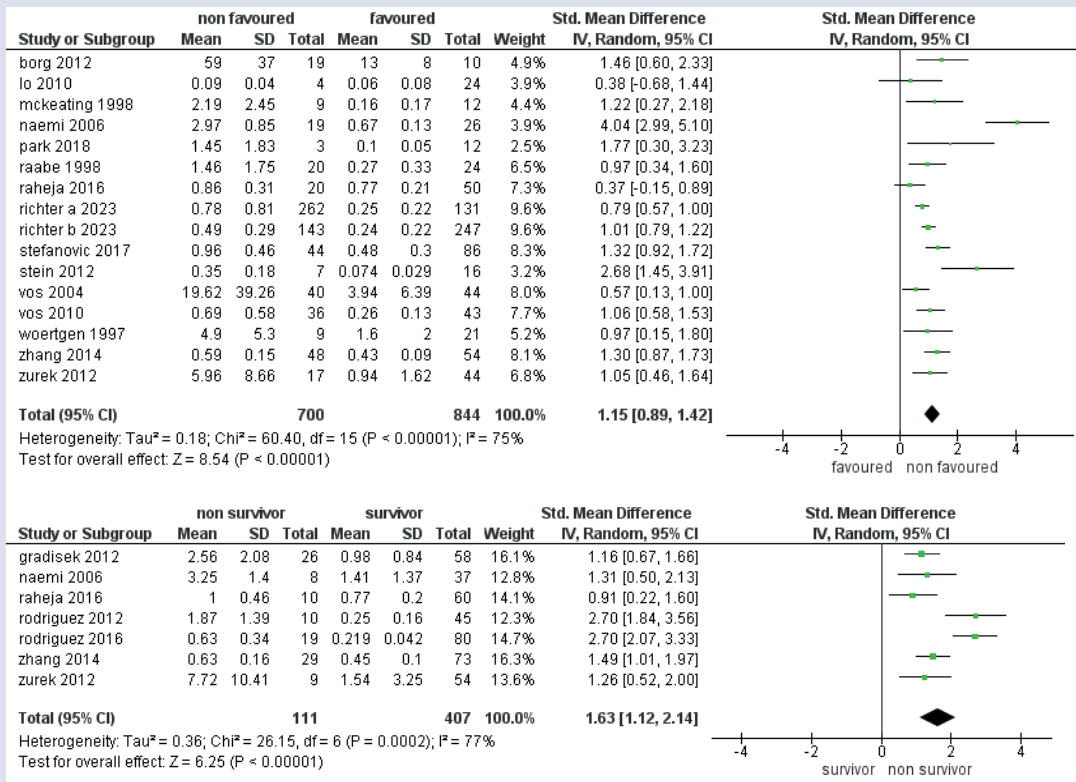 non favoured favoured Std. Mean Difference Std. Mean Difference
Study or Subgroup Mean SD Total Mean SD Total Weight IV, Random, 95% CI IV, Random, 95% CI
borg 2012 59 37 19 13 8 10 4.9% 1.46 [0.60, 2.33]
lo 2010 0.09 0.04 4 0.06 0.08 24 3.9% 0.38 [-0.68, 1.44]
mckeating 1998 2.19 2.45 9 0.16 0.17 12 4.4% 1.22 [0.27, 2.18]
naemi 2006 2.97 0.85 19 0.67 0.13 26 3.9% 4.04 [2.99, 5.10]
park 2018 1.45 1.83 3 0.1 0.05 12 2.4% 1.77 [0.30, 3.23]
raabe 1998 1.46 1.75 20 0.27 0.33 24 6.5% 0.97 [0.34, 1.60]
raheja 2016 0.86 0.31 20 0.77 0.21 50 7.3% 0.37 [-0.15, 0.89]
richter a 2023 0.78 0.81 262 0.25 0.22 131 9.6% 0.79 [0.57, 1.00]
richter b 2023 0.49 0.29 143 0.24 0.22 247 9.6% 1.01 [0.79, 1.22]
stefanovic 2017 0.96 0.46 44 0.48 0.3 86 8.3% 1.32 [0.92, 1.72]
stein 2012 0.35 0.18 7 0.074 0.029 16 3.2% 2.68 [1.45, 3.91]
vos 2004 19.62 39.26 40 3.94 6.39 44 8.0% 0.57 [0.13, 1.00]
vos 2010 0.69 0.58 36 0.26 0.13 43 7.7% 1.06 [0.58, 1.53]
woertgen 1997 4.9 5.3 9 1.6 2 21 5.2% 0.97 [0.15, 1.80]
zhang 2014 0.59 0.15 48 0.43 0.09 54 8.1% 1.30 [0.87, 1.73]
zurek 2012 5.96 8.66 17 0.94 1.62 44 6.8% 1.05 [0.46, 1.64]
Total (95% CI) 700 844 100.0% 1.15 [0.89, 1.42]
Heterogeneity: Tau² = 0.18; Chi² = 60.40, df = 15 (P < 0.00001); I² = 75%
Test for overall effect: Z = 8.54 (P < 0.00001)
-4 -2 0 2 4
favoured non favoured
non survivor survivor Std. Mean Difference Std. Mean Difference
Study or Subgroup Mean SD Total Mean SD Total Weight IV, Random, 95% CI IV, Random, 95% CI
gradisek 2012 2.56 2.08 26 0.98 0.84 58 16.1% 1.16 [0.67, 1.66]
naemi 2006 3.25 1.4 8 1.41 1.37 37 12.8% 1.31 [0.50, 2.13]
raheja 2016 1 0.46 10 0.77 0.2 60 14.1% 0.91 [0.22, 1.60]
rodriguez 2012 1.87 1.39 10 0.25 0.16 45 12.3% 2.70 [1.84, 3.56]
rodriguez 2016 0.63 0.34 19 0.219 0.042 80 14.7% 2.70 [2.07, 3.33]
zhang 2014 0.63 0.16 29 0.45 0.1 73 16.3% 1.49 [1.01, 1.97]
zurek 2012 7.72 10.41 9 1.54 3.25 54 13.6% 1.26 [0.52, 2.00]
Total (95% CI) 111 407 100.0% 1.63 [1.12, 2.14]
Heterogeneity: Tau² = 0.36; Chi² = 26.15, df = 6 (P = 0.0002); I² = 77%
Test for overall effect: Z = 6.25 (P < 0.00001)
-4 -2 0 2 4
survivor non survivor